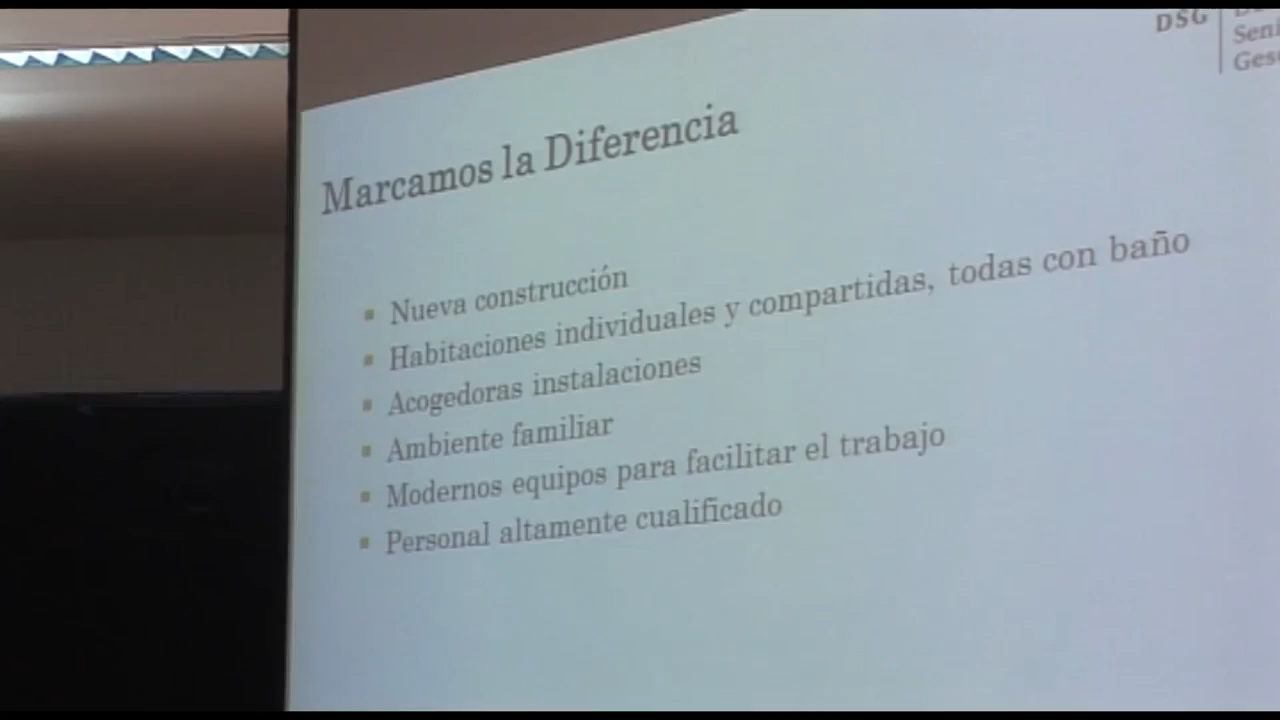 DSG
Marcamos la Diferencia
Nueva construcción
Habitaciones individuales y compartidas, todas con baño
Acogedoras instalaciones
Ambiente familiar
Modernos equipos para facilitar el trabajo
Personal altamente cualificado